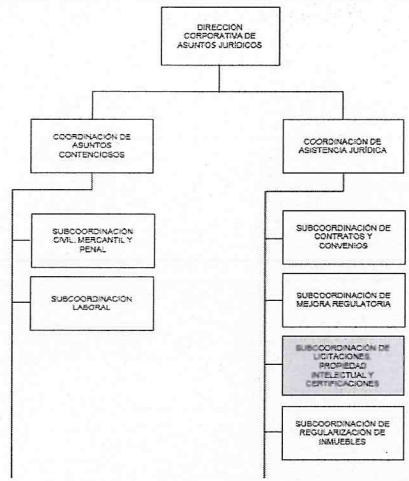 DIRECCIÓN
CORPORATIVA DE
ASUNTOS JURÍDICOS
COORDINACIÓN DE
ASUNTOS
CONTENCIOSOS
COORDINACIÓN DE
ASISTENCIA JURÍDICA
SUBCOORDINACIÓN
CIVIL, MERCANTIL Y
PENAL
SUBCOORDINACIÓN
LABORAL
SUBCOORDINACIÓN DE
CONTRATOS Y
CONVENIOS
SUBCOORDINACIÓN DE
MEJORA REGULATORIA
SUBCOORDINACIÓN DE
LICITACIONES,
PROPIEDAD
INTELECTUAL Y
CERTIFICACIONES
SUBCOORDINACIÓN DE
REGULARIZACIÓN DE
INMUEBLES